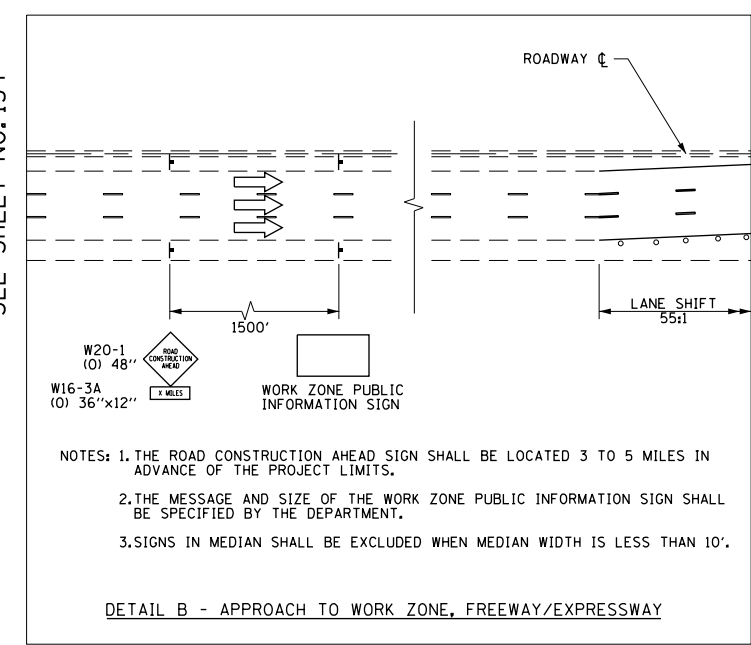 ROADWAY ℄
1500'
LANE SHIFT
55:1
W20-1
(O) 48''
ROAD
CONSTRUCTION
AHEAD
W16-3A
(O) 36''x12''
X MILES
WORK ZONE PUBLIC
INFORMATION SIGN
NOTES: 1. THE ROAD CONSTRUCTION AHEAD SIGN SHALL BE LOCATED 3 TO 5 MILES IN
ADVANCE OF THE PROJECT LIMITS.
2. THE MESSAGE AND SIZE OF THE WORK ZONE PUBLIC INFORMATION SIGN SHALL
BE SPECIFIED BY THE DEPARTMENT.
3. SIGNS IN MEDIAN SHALL BE EXCLUDED WHEN MEDIAN WIDTH IS LESS THAN 10'.
DETAIL B - APPROACH TO WORK ZONE, FREEWAY/EXPRESSWAY
SHEET NO.